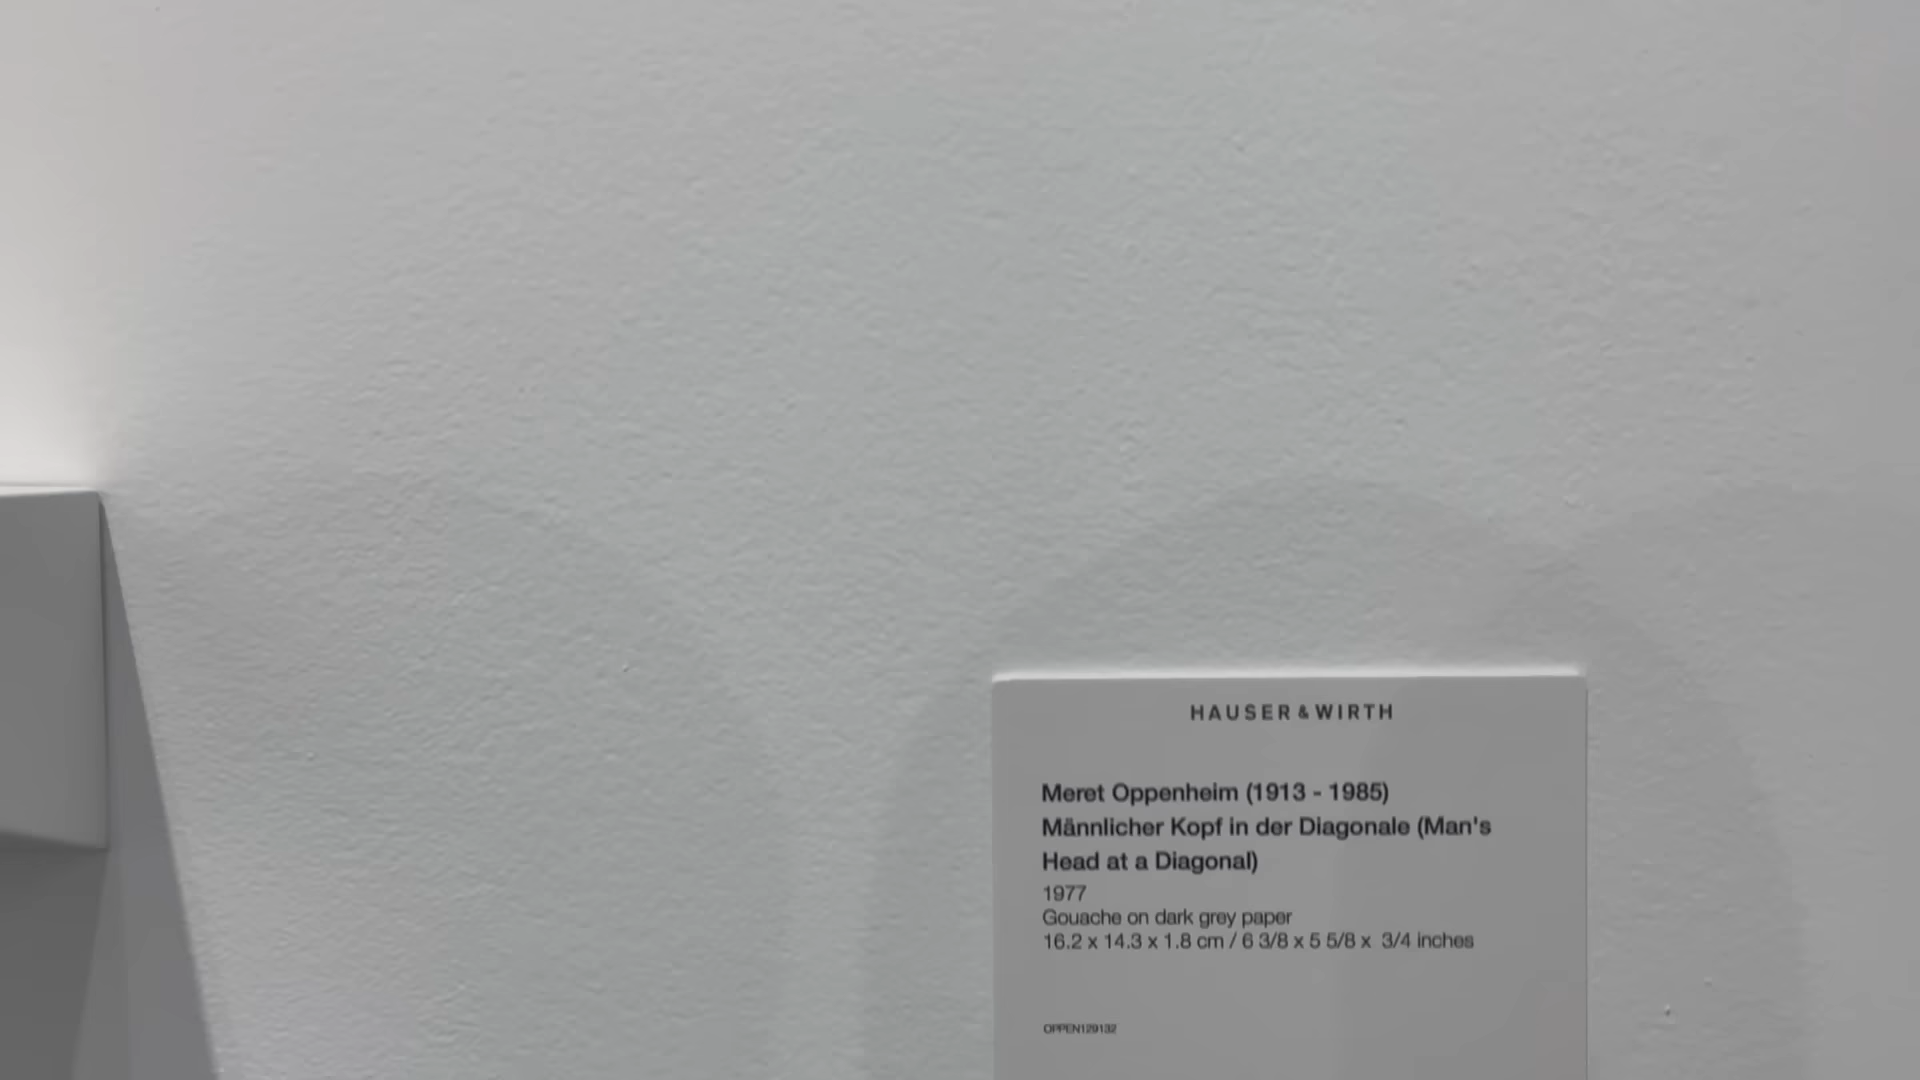 HAUSER & WIRTH
Meret Oppenheim (1913 - 1985)
Männlicher Kopf in der Diagonale (Man's
Head at a Diagonal)
1977
Gouache on dark grey paper
16.2 x 14.3 x 1.8 cm / 6 3/8 x 5 5/8 x 3/4 inches
OPPEN129132